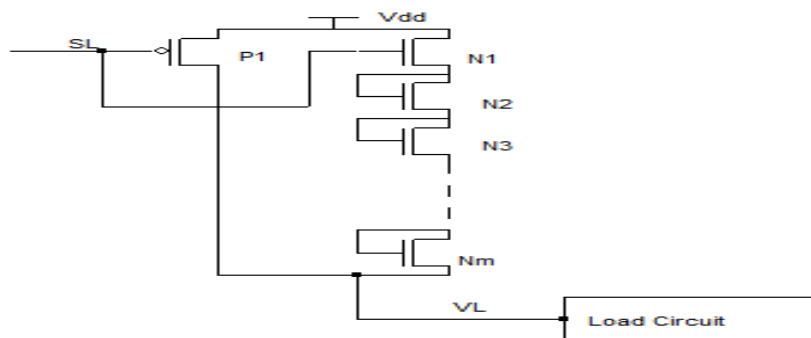 Vdd
SL
P1
N1
N2
N3
Nm
VL
Load Circuit